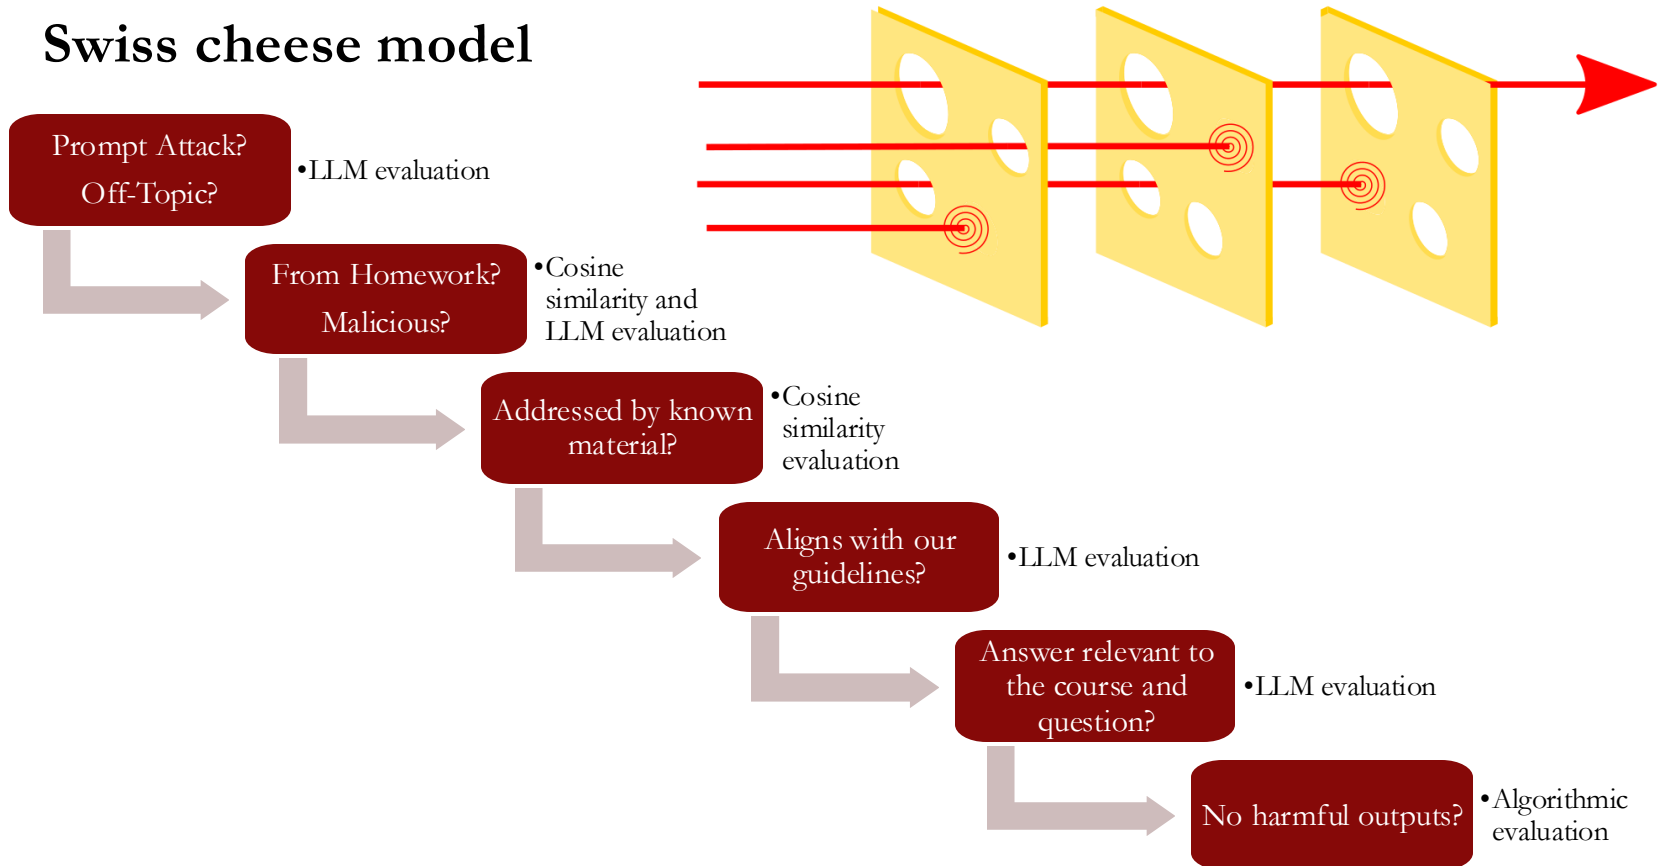 Swiss cheese model
Prompt Attack?
Off-Topic?
•LLM evaluation
From Homework?
Malicious?
•Cosine
similarity and
LLM evaluation
Addressed by known
material?
•Cosine
similarity
evaluation
Aligns with our
guidelines?
•LLM evaluation
Answer relevant to
the course and
question?
•LLM evaluation
No harmful outputs?
•Algorithmic
evaluation